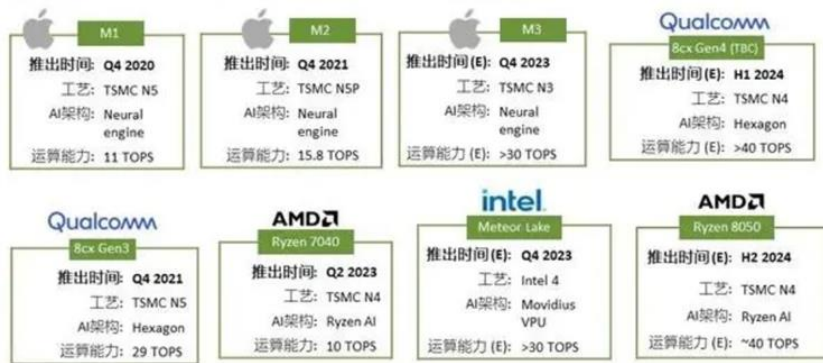 M1
推出时间: Q4 2020
工艺: TSMC N5
AI架构: Neural
engine
运算能力: 11 TOPS
M2
推出时间: Q4 2021
工艺: TSMC N5P
AI架构: Neural
engine
运算能力: 15.8 TOPS
M3
推出时间(E): Q4 2023
工艺: TSMC N3
AI架构: Neural
engine
运算能力 (E): >30 TOPS
Qualcomm
8cx Gen4 (TBC)
推出时间(E): H1 2024
工艺: TSMC N4
AI架构: Hexagon
运算能力 (E): >40 TOPS
Qualcomm
8cx Gen3
推出时间: Q4 2021
工艺: TSMC N5
AI架构: Hexagon
运算能力: 29 TOPS
AMD
Ryzen 7040
推出时间: Q2 2023
工艺: TSMC N4
AI架构: Ryzen AI
运算能力: 10 TOPS
intel
Meteor Lake
推出时间(E): Q4 2023
工艺: Intel 4
AI架构: Movidius
VPU
运算能力 (E): >30 TOPS
AMD
Ryzen 8050
推出时间(E): H2 2024
工艺: TSMC N4
AI架构: Ryzen AI
运算能力 (E): ~40 TOPS